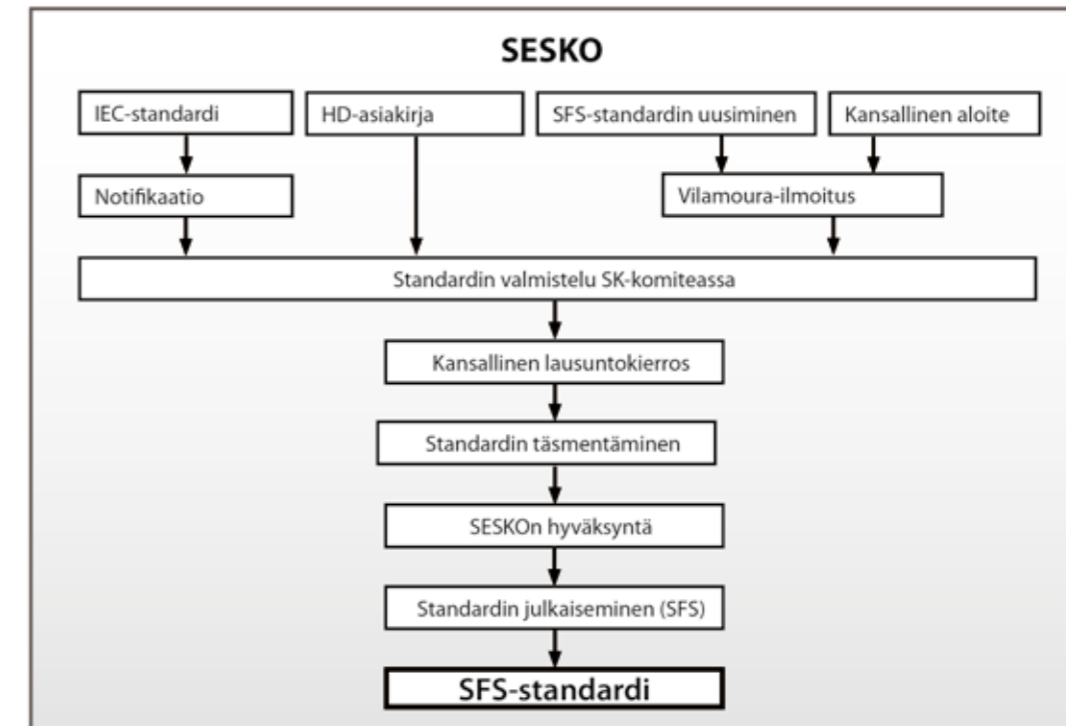 SESKO
IEC-standardi
HD-asiakirja
SFS-standardin uusiminen
Kansallinen aloite
Notifikaatio
Vilamoura-ilmoitus
Standardin valmistelu SK-komiteassa
Kansallinen lausuntokierros
Standardin täsmentäminen
SESKOn hyväksyntä
Standardin julkaiseminen (SFS)
SFS-standardi